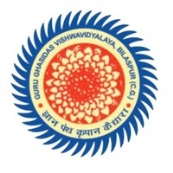 GURU GHASIDAS VISHWAVIDYALAYA, BILASPUR (C.G.)
ज्ञान पंथ कृपान कै धारा